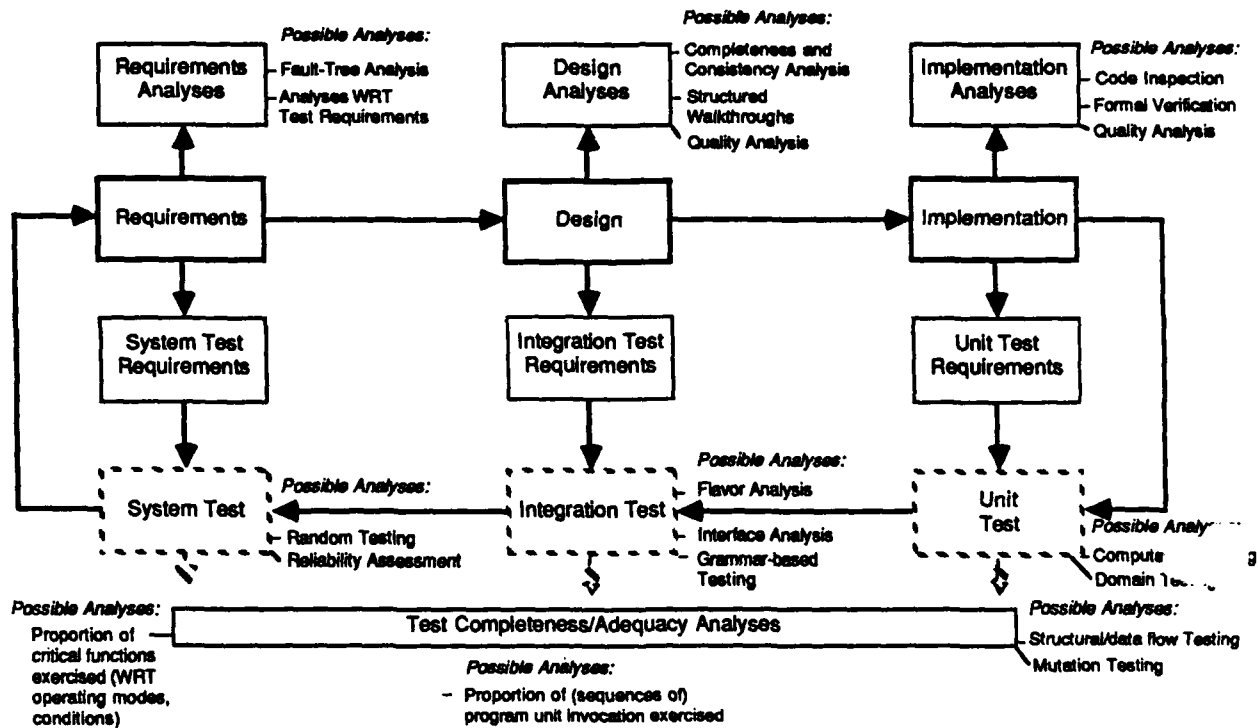 Possible Analyses:
Requirements
Analyses
Fault-Tree Analysis
Analyses WRT
Test Requirements
Possible Analyses:
Design
Analyses
Completeness and
Consistency Analysis
Structured
Walkthroughs
Quality Analysis
Possible Analyses:
Implementation
Analyses
Code Inspection
Formal Verification
Quality Analysis
Requirements
Design
Implementation
System Test
Requirements
Integration Test
Requirements
Unit Test
Requirements
System Test
Possible Analyses:
Random Testing
Reliability Assessment
Integration Test
Possible Analyses:
Flavor Analysis
Interface Analysis
Grammar-based
Testing
Unit
Test
Possible
Domain
Possible Analyses:
Proportion of
critical functions
exercised (WRT
operating modes,
conditions)
Test Completeness/Adequacy Analyses
Possible Analyses:
– Proportion of (sequences of)
program unit invocation exercised
Possible Analyses:
Structural/data flow Testing
Mutation Testing